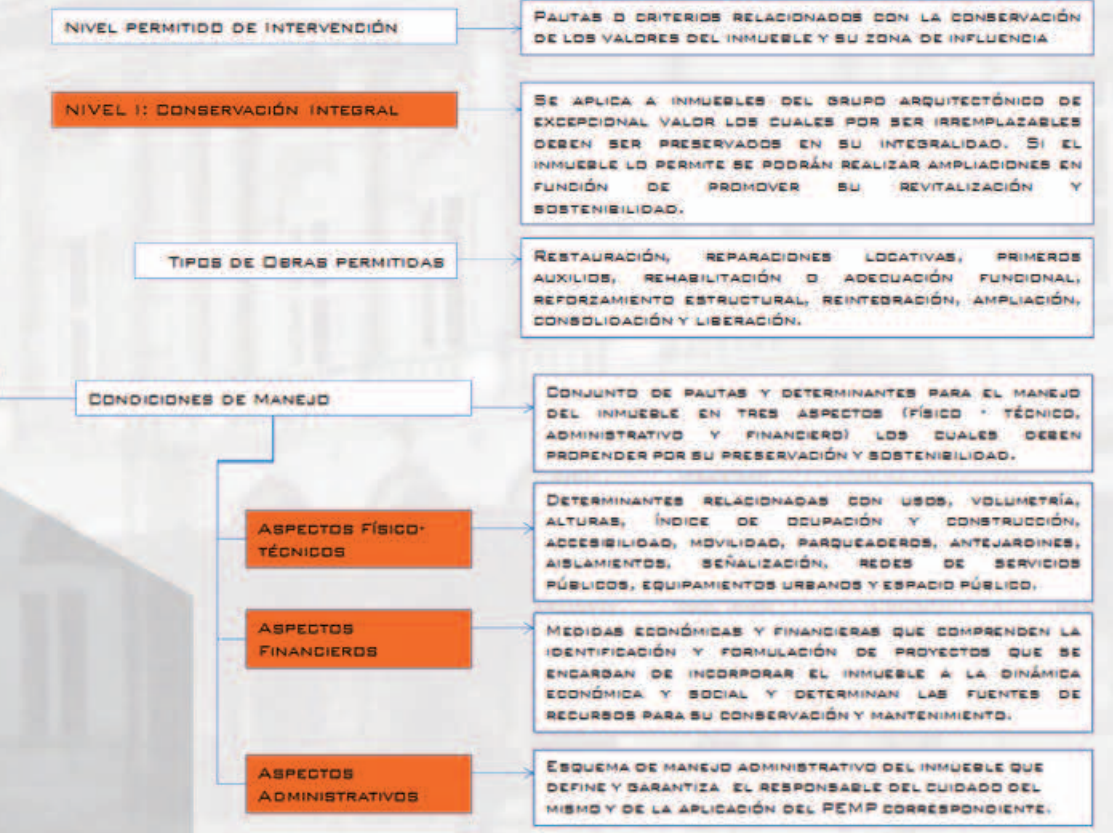 NIVEL PERMITIDO DE INTERVENCIÓN
PAUTAS O CRITERIOS RELACIONADOS CON LA CONSERVACIÓN
DE LOS VALORES DEL INMUEBLE Y SU ZONA DE INFLUENCIA
NIVEL I: CONSERVACIÓN INTEGRAL
SE APLICA A INMUEBLES DEL GRUPO ARQUITECTÓNICO DE
EXCEPCIONAL VALOR LOS CUALES POR SER IRREMPLAZABLES
DEBEN SER PRESERVADOS EN SU INTEGRALIDAD. SI EL
INMUEBLE LO PERMITE SE PODRÁN REALIZAR AMPLIACIONES EN
FUNCIÓN DE PROMOVER SU REVITALIZACIÓN Y
SOSTENIBILIDAD.
TIPOS DE OBRAS PERMITIDAS
RESTAURACIÓN, REPARACIONES LOCATIVAS, PRIMEROS
AUXILIOS, REHABILITACIÓN O ADECUACIÓN FUNCIONAL,
REFORZAMIENTO ESTRUCTURAL, REINTEGRACIÓN, AMPLIACIÓN,
CONSOLIDACIÓN Y LIBERACIÓN.
CONDICIONES DE MANEJO
CONJUNTO DE PAUTAS Y DETERMINANTES PARA EL MANEJO
DEL INMUEBLE EN TRES ASPECTOS (FÍSICO - TÉCNICO,
ADMINISTRATIVO Y FINANCIERO) LOS CUALES DEBEN
PROPENDER POR SU PRESERVACIÓN Y SOSTENIBILIDAD.
ASPECTOS FÍSICO-
TÉCNICOS
DETERMINANTES RELACIONADAS CON USOS, VOLUMETRÍA,
ALTURAS, ÍNDICE DE OCUPACIÓN Y CONSTRUCCIÓN,
ACCESIBILIDAD, MOVILIDAD, PARQUEADEROS, ANTEJARDINES,
AISLAMIENTOS, SEÑALIZACIÓN, REDES DE SERVICIOS
PÚBLICOS, EQUIPAMIENTOS URBANOS Y ESPACIO PÚBLICO.
ASPECTOS
FINANCIEROS
MEDIDAS ECONÓMICAS Y FINANCIERAS QUE COMPRENDEN LA
IDENTIFICACIÓN Y FORMULACIÓN DE PROYECTOS QUE SE
ENCARGAN DE INCORPORAR EL INMUEBLE A LA DINÁMICA
ECONÓMICA Y SOCIAL Y DETERMINAN LAS FUENTES DE
RECURSOS PARA SU CONSERVACIÓN Y MANTENIMIENTO.
ASPECTOS
ADMINISTRATIVOS
ESQUEMA DE MANEJO ADMINISTRATIVO DEL INMUEBLE QUE
DEFINE Y GARANTIZA EL RESPONSABLE DEL CUIDADO DEL
MISMO Y DE LA APLICACIÓN DEL PEMP CORRESPONDIENTE.